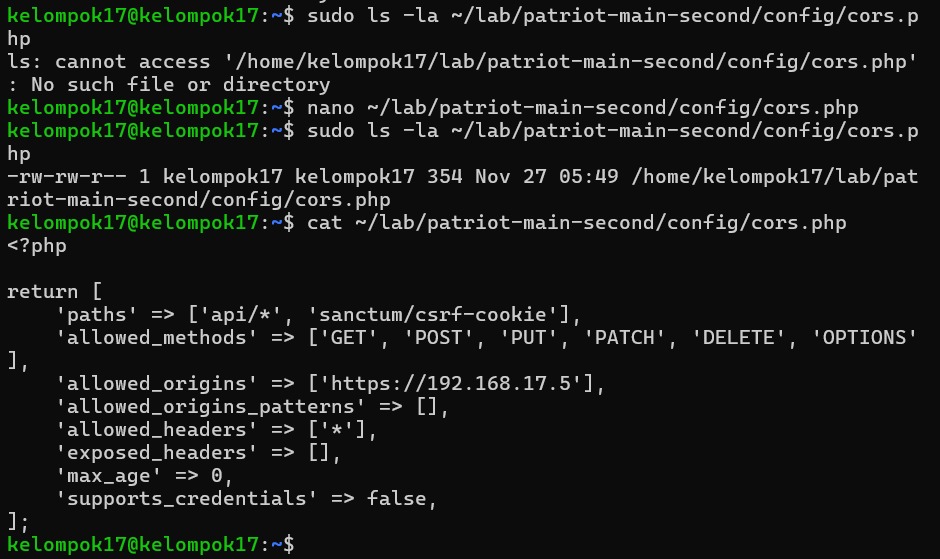 kelompok17@kelompok17:~$ sudo ls -la ~/lab/patriot-main-second/config/cors.p
hp
ls: cannot access '/home/kelompok17/lab/patriot-main-second/config/cors.php'
: No such file or directory
kelompok17@kelompok17:~$ nano ~/lab/patriot-main-second/config/cors.php
kelompok17@kelompok17:~$ sudo ls -la ~/lab/patriot-main-second/config/cors.p
hp
-rw-rw-r-- 1 kelompok17 kelompok17 354 Nov 27 05:49 /home/kelompok17/lab/pat
riot-main-second/config/cors.php
kelompok17@kelompok17:~$ cat ~/lab/patriot-main-second/config/cors.php
<?php

return [
    'paths' => ['api/*', 'sanctum/csrf-cookie'],
    'allowed_methods' => ['GET', 'POST', 'PUT', 'PATCH', 'DELETE', 'OPTIONS'
],
    'allowed_origins' => ['https://192.168.17.5'],
    'allowed_origins_patterns' => [],
    'allowed_headers' => ['*'],
    'exposed_headers' => [],
    'max_age' => 0,
    'supports_credentials' => false,
];
kelompok17@kelompok17:~$